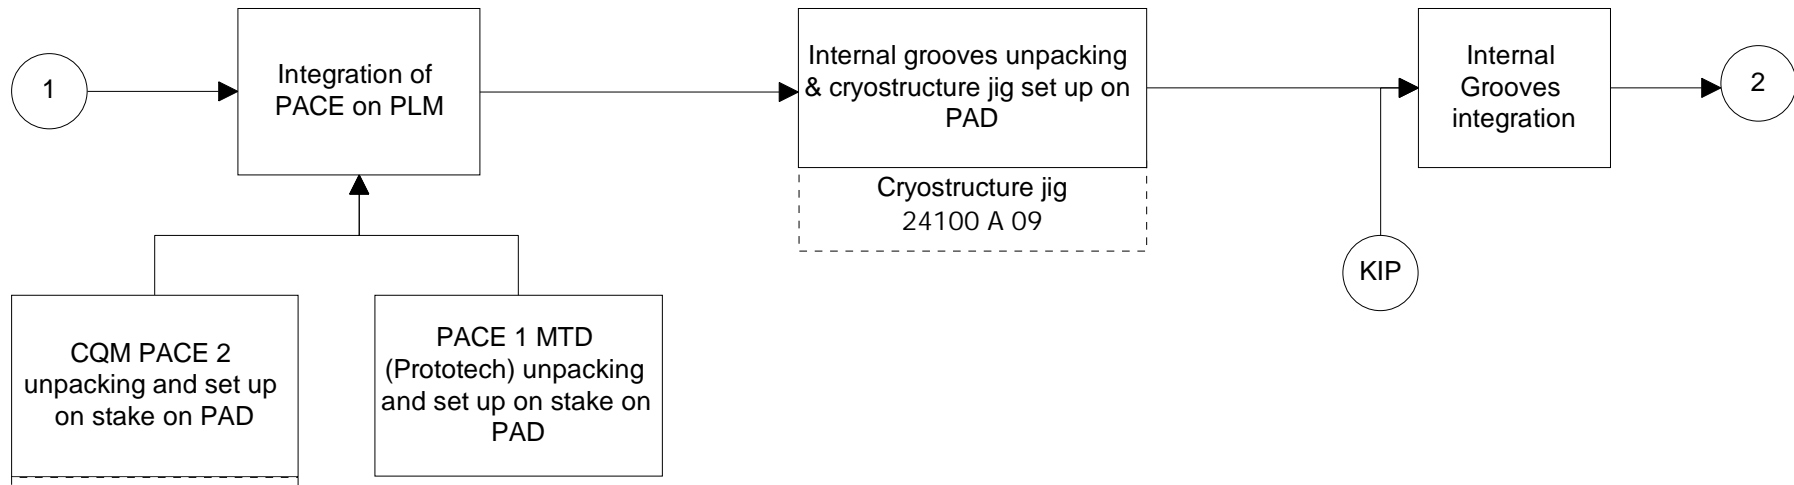 1
Integration of
PACE on PLM
Internal grooves unpacking
& cryostructure jig set up on
PAD
Cryostructure jig
24100 A 09
Internal
Grooves
integration
2
KIP
CQM PACE 2
unpacking and set up
on stake on PAD
PACE 1 MTD
(Prototech) unpacking
and set up on stake on
PAD